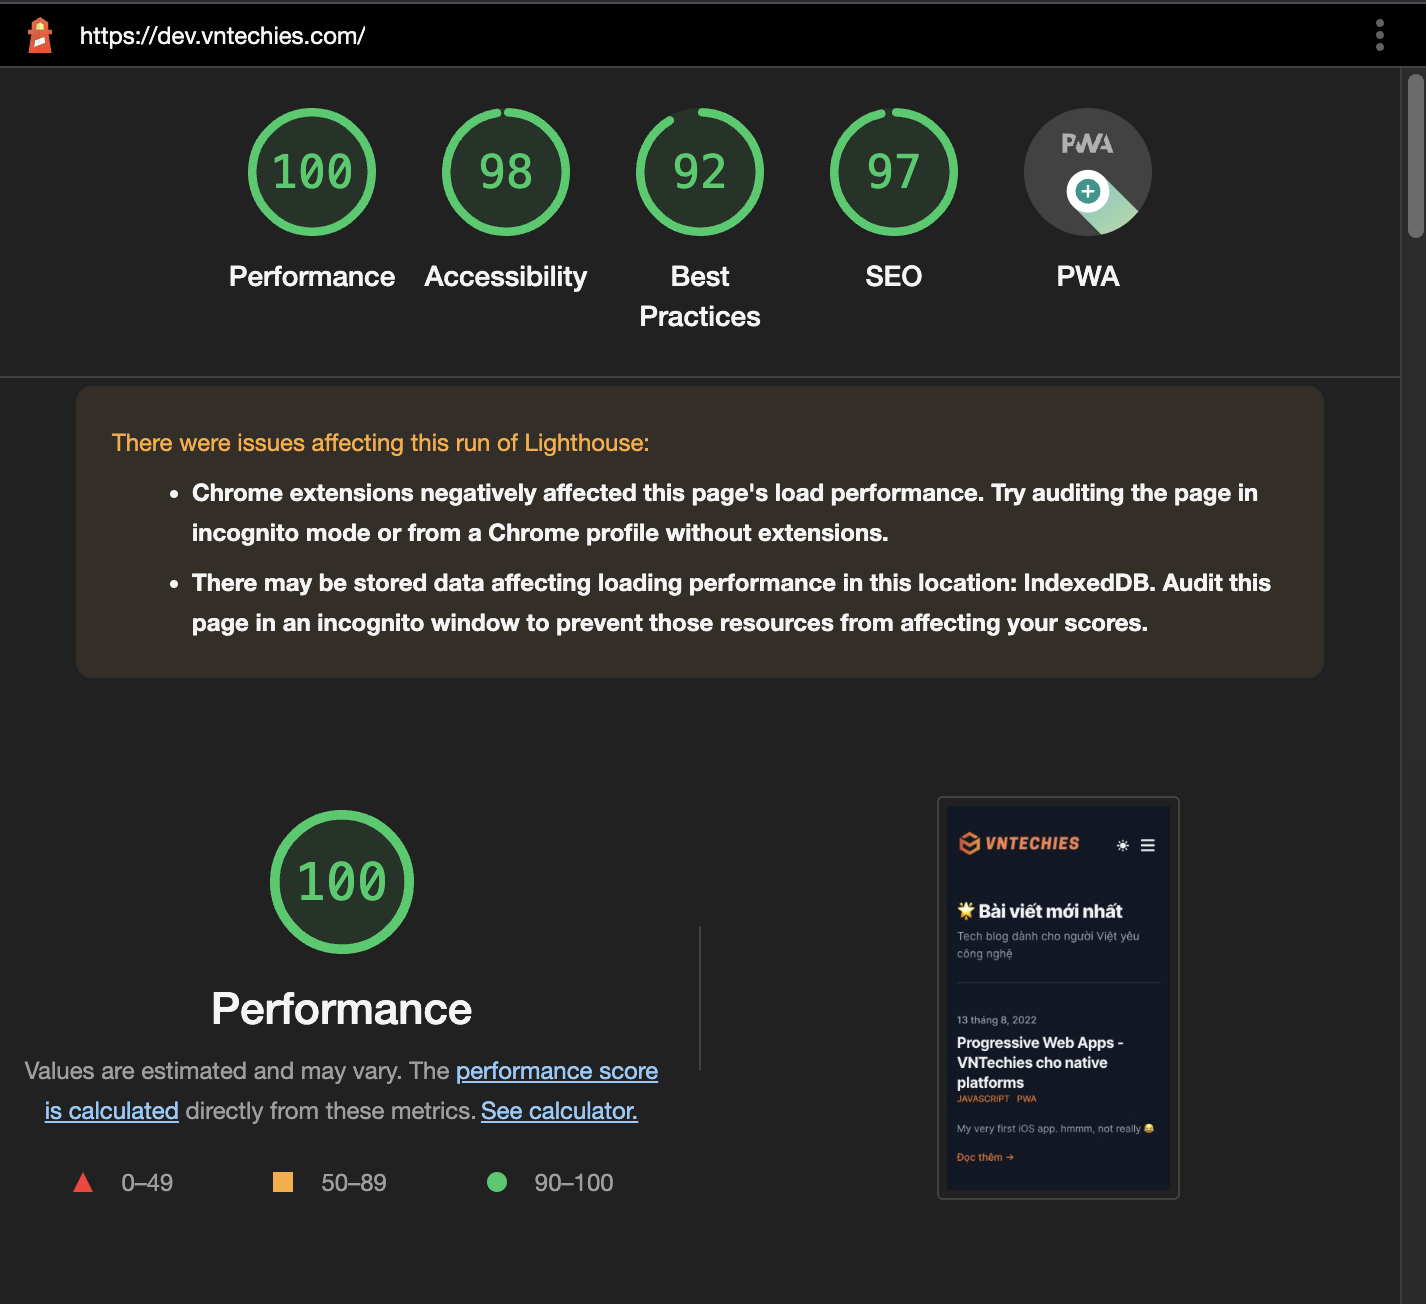 https://dev.vntechies.com/
100
98
92
97
PWA
Performance
Accessibility
Best
Practices
SEO
PWA
There were issues affecting this run of Lighthouse:
• Chrome extensions negatively affected this page's load performance. Try auditing the page in
incognito mode or from a Chrome profile without extensions.
• There may be stored data affecting loading performance in this location: IndexedDB. Audit this
page in an incognito window to prevent those resources from affecting your scores.
100
Performance
Values are estimated and may vary. The performance score
is calculated directly from these metrics. See calculator.
0–49
50–89
90–100
VNTECHIES
🌟 Bài viết mới nhất
Tech blog dành cho người Việt yêu
công nghệ
13 tháng 8, 2022
Progressive Web Apps -
VNTechies cho native
platforms
JAVASCRIPT PWA
My very first iOS app. hmmm, not really 😂
Đọc thêm →